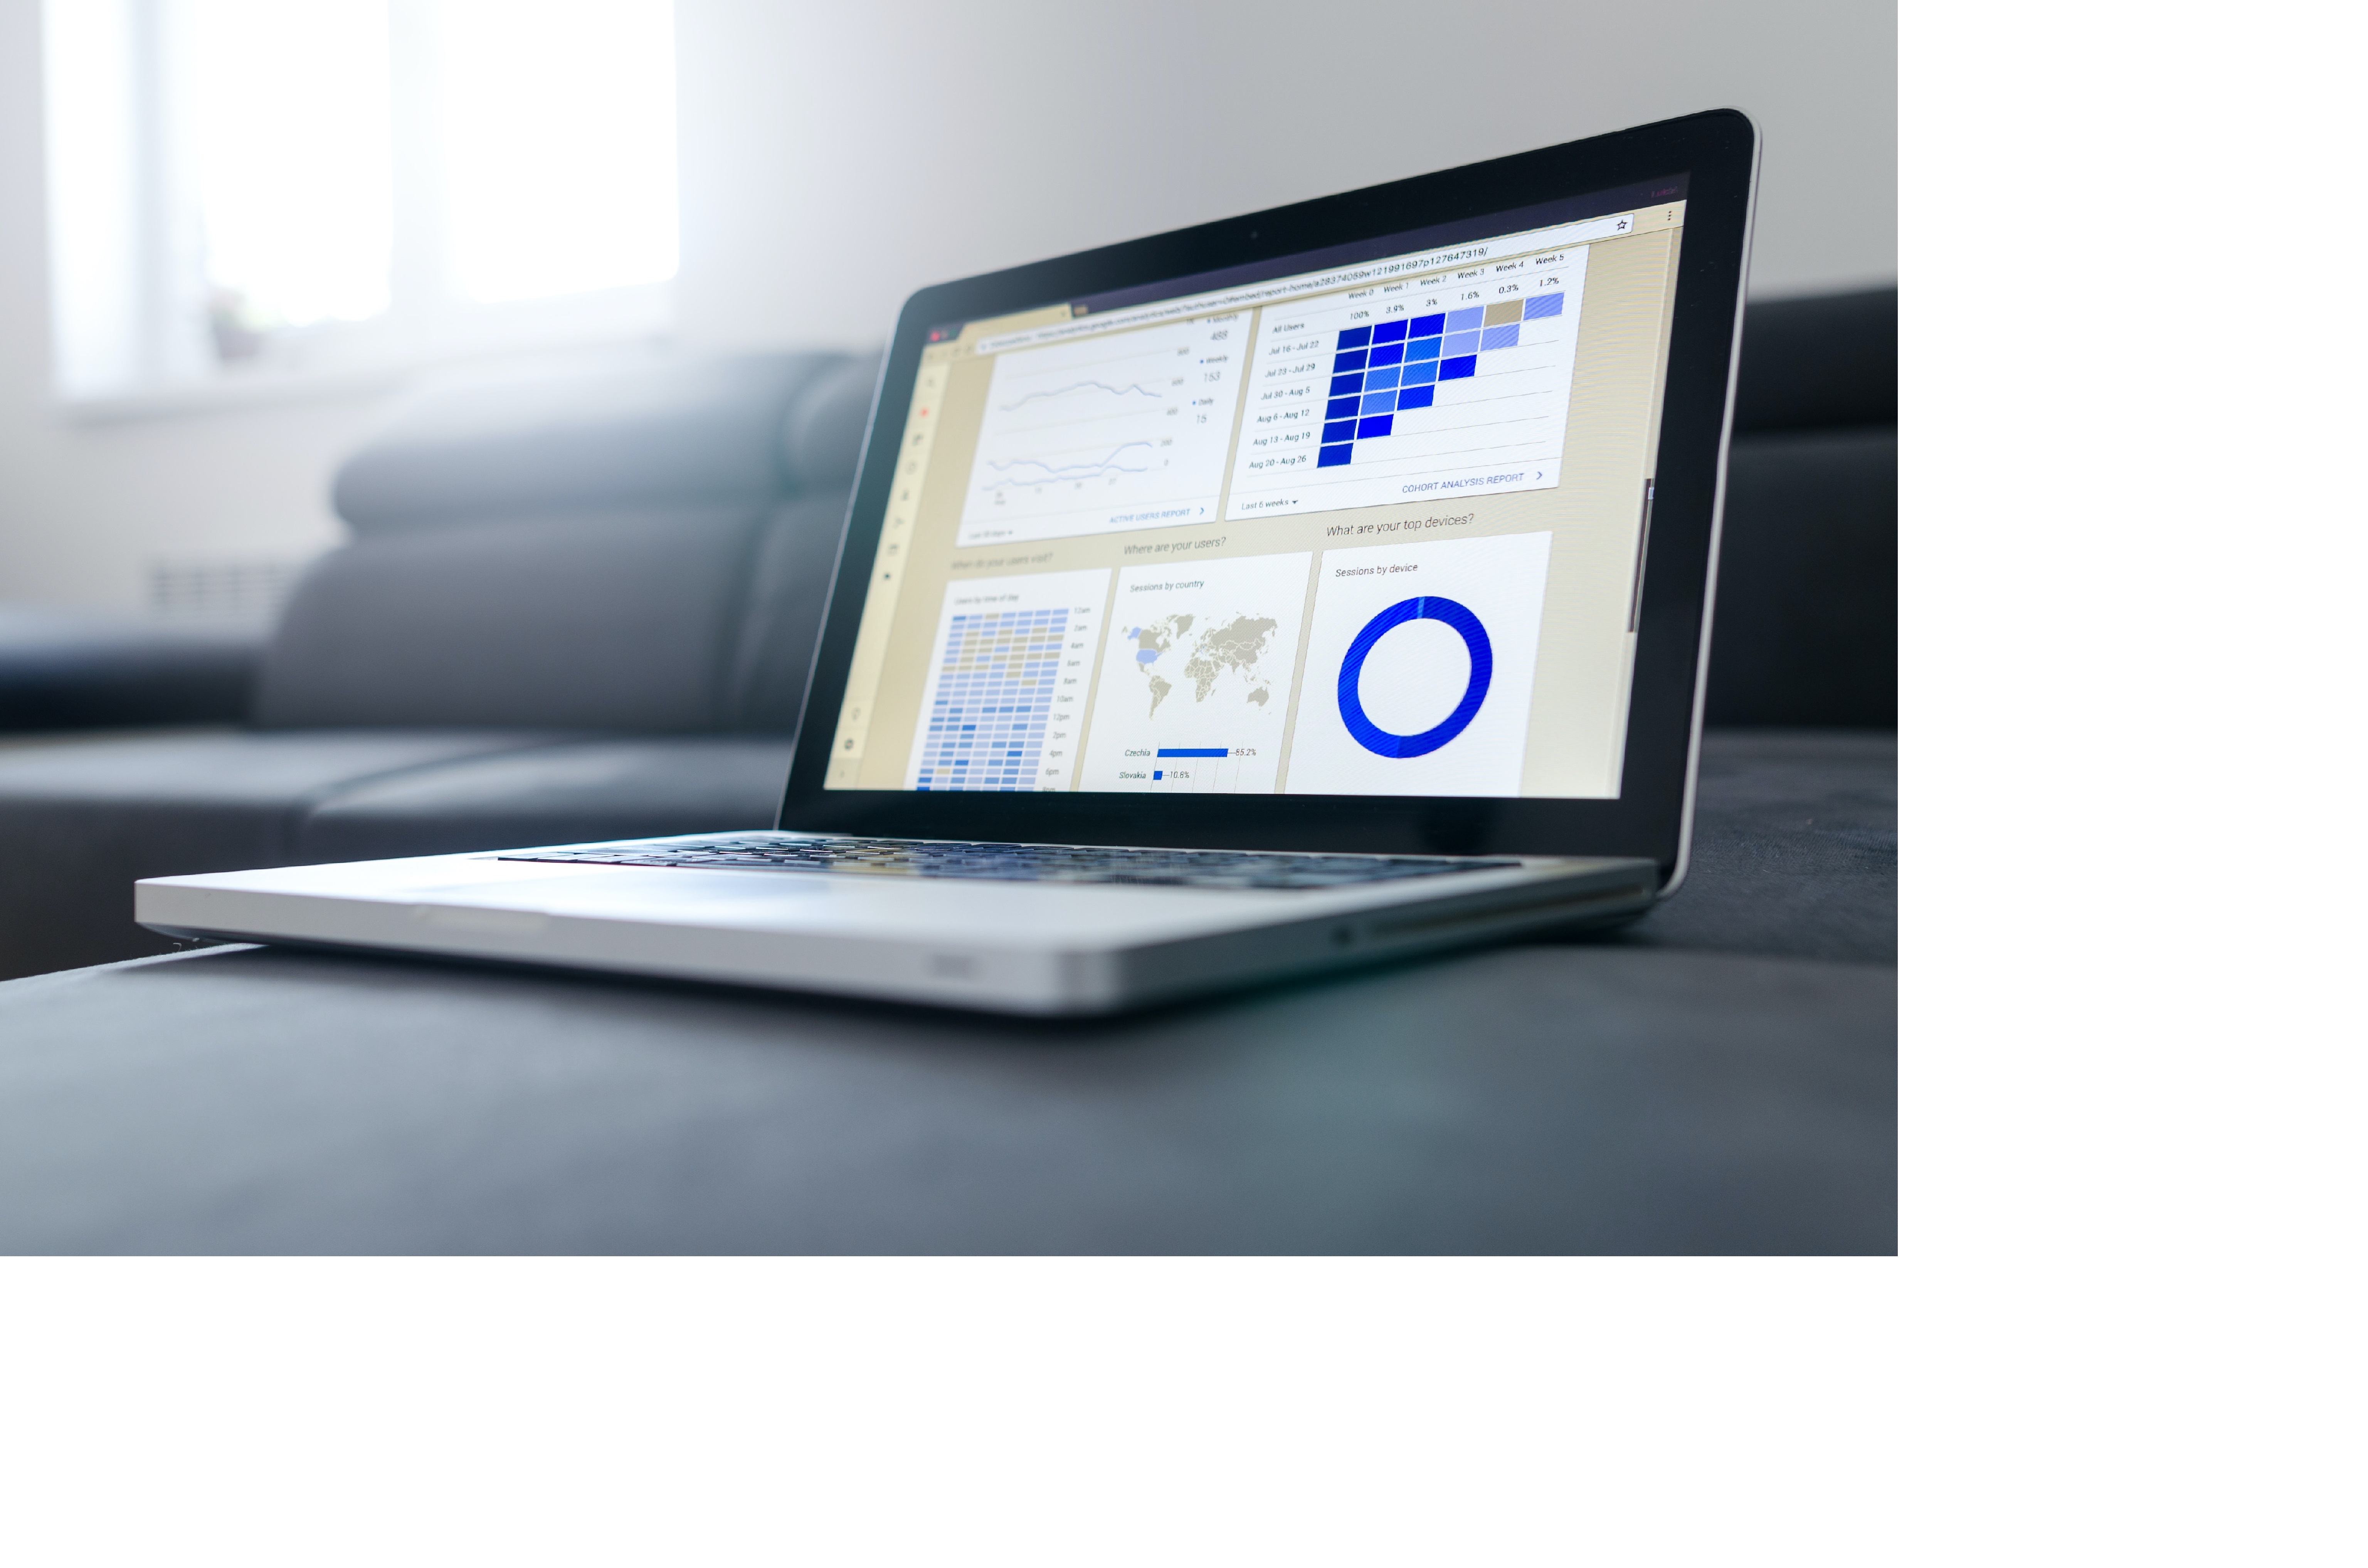 report-home/a28374059w121991697p127647319/
Monthly
488
Weekly
153
Daily
15
600
400
200
0
ACTIVE USERS REPORT
Week 0 Week 1 Week 2 Week 3 Week 4 Week 5
All Users 100% 3.9% 3% 1.6% 0.3% 1.2%
Jul 16 - Jul 22
Jul 23 - Jul 29
Jul 30 - Aug 5
Aug 6 - Aug 12
Aug 13 - Aug 19
Aug 20 - Aug 26
Last 6 weeks
COHORT ANALYSIS REPORT
When do your users visit?
Users by time of day
12am
2am
4am
6am
8am
10am
12pm
2pm
4pm
6pm
Where are your users?
Sessions by country
Czechia 65.2%
Slovakia 10.8%
What are your top devices?
Sessions by device